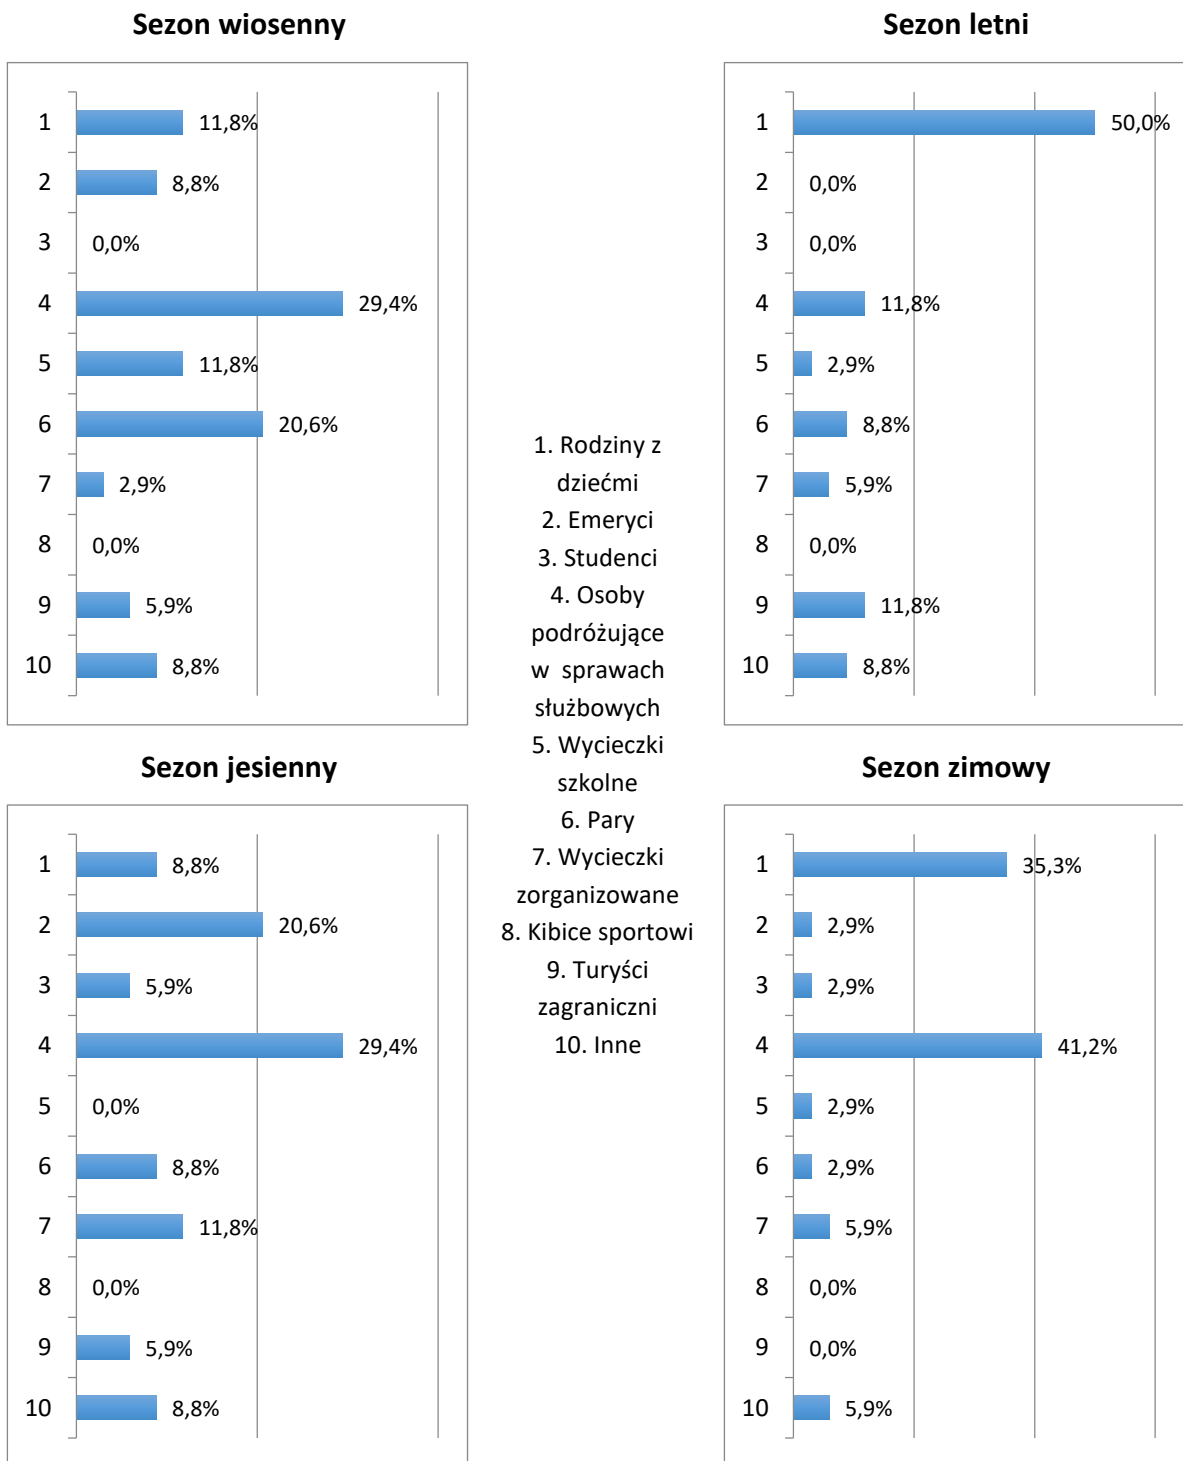 Sezon wiosenny
1 11,8%
2 8,8%
3 0,0%
4 29,4%
5 11,8%
6 20,6%
7 2,9%
8 0,0%
9 5,9%
10 8,8%
Sezon letni
1 50,0%
2 0,0%
3 0,0%
4 11,8%
5 2,9%
6 8,8%
7 5,9%
8 0,0%
9 11,8%
10 8,8%
1. Rodziny z
dziećmi
2. Emeryci
3. Studenci
4. Osoby
podróżujące
w sprawach
służbowych
5. Wycieczki
szkolne
6. Pary
7. Wycieczki
zorganizowane
8. Kibice sportowi
9. Turyści
zagraniczni
10. Inne
Sezon jesienny
1 8,8%
2 20,6%
3 5,9%
4 29,4%
5 0,0%
6 8,8%
7 11,8%
8 0,0%
9 5,9%
10 8,8%
Sezon zimowy
1 35,3%
2 2,9%
3 2,9%
4 41,2%
5 2,9%
6 2,9%
7 5,9%
8 0,0%
9 0,0%
10 5,9%